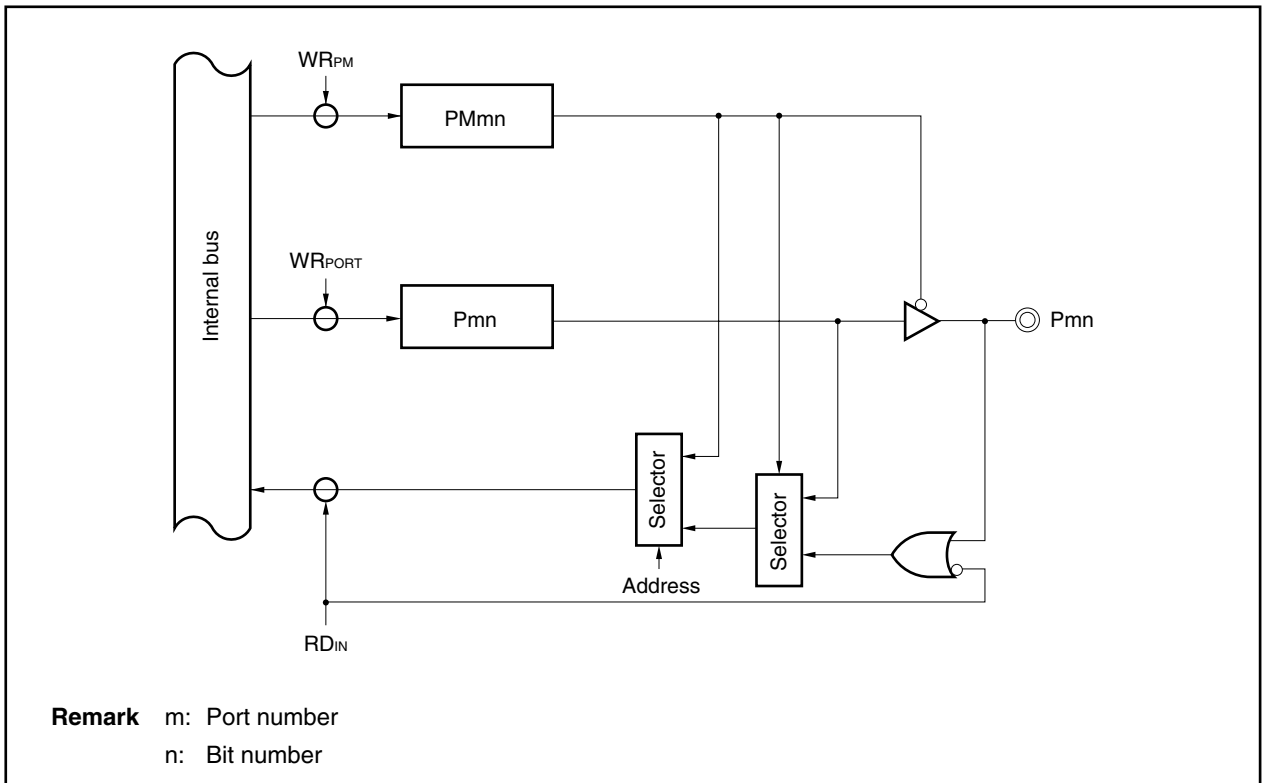 WRPM
PMmn
Internal bus
WRPORT
Pmn
Pmn
Selector
Selector
Address
RDIN
Remark m: Port number
n: Bit number